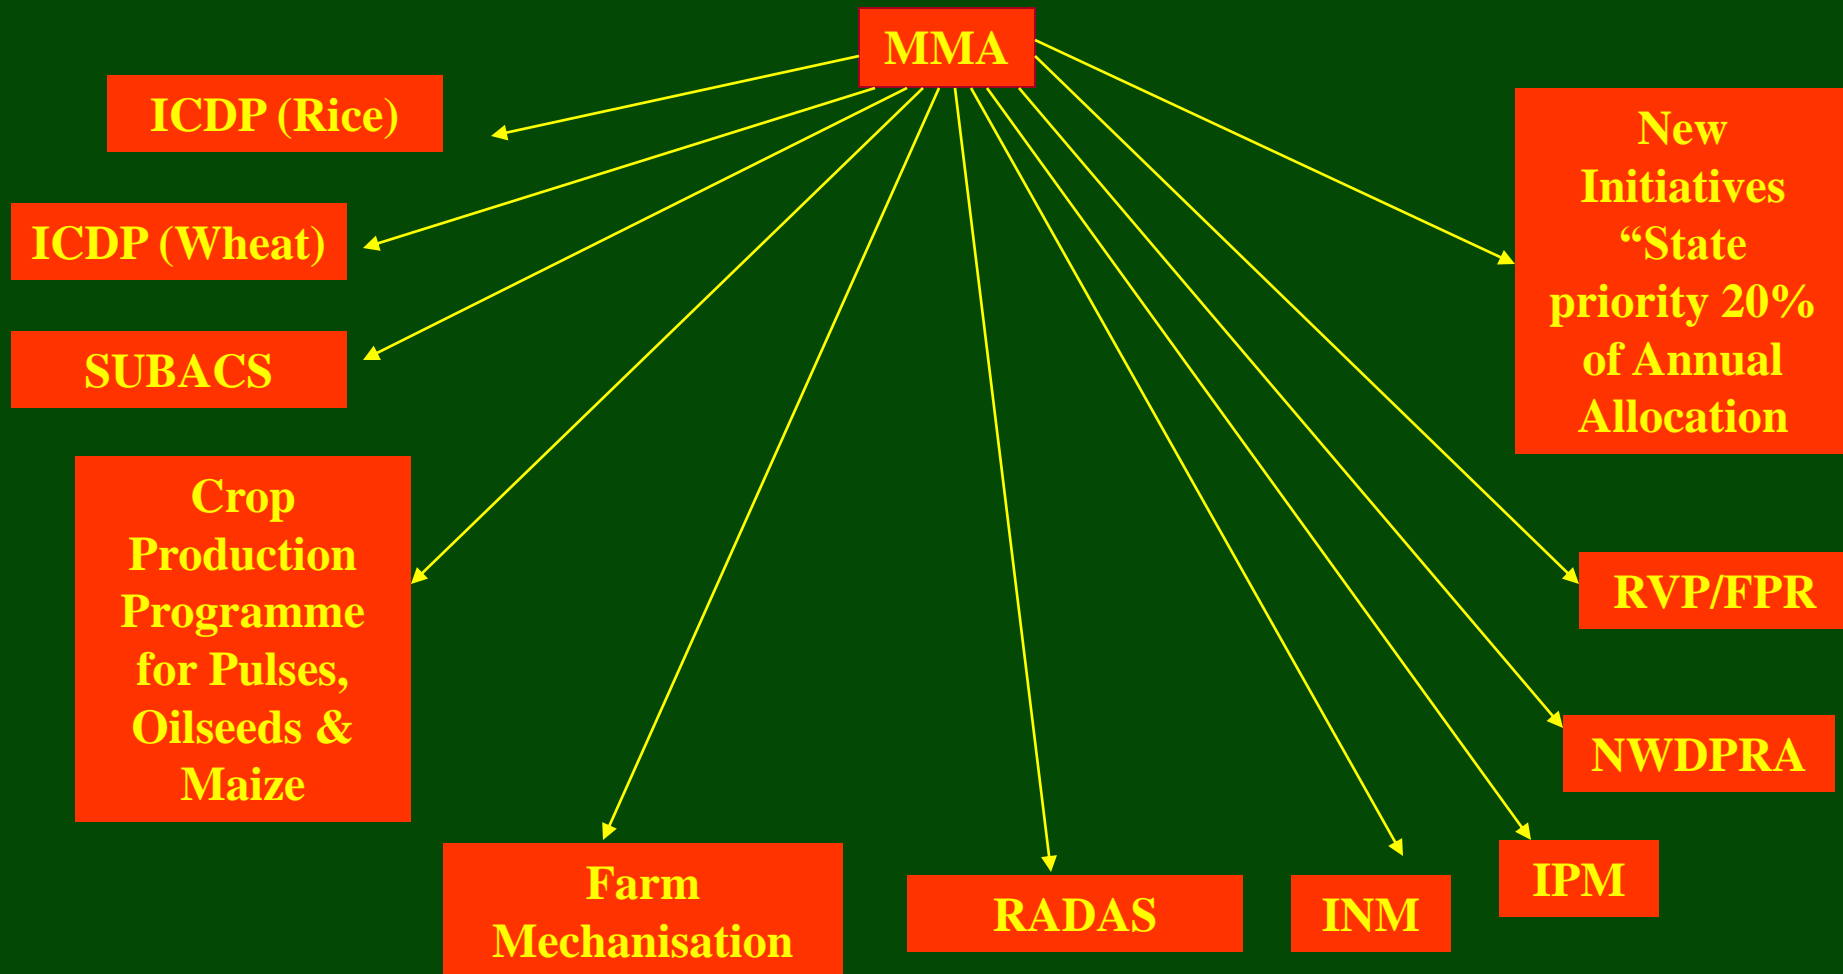 MMA
ICDP (Rice)
ICDP (Wheat)
SUBACS
Crop
Production
Programme
for Pulses,
Oilseeds &
Maize
Farm
Mechanisation
RADAS
INM
IPM
NWDPRA
RVP/FPR
New
Initiatives
“State
priority 20%
of Annual
Allocation